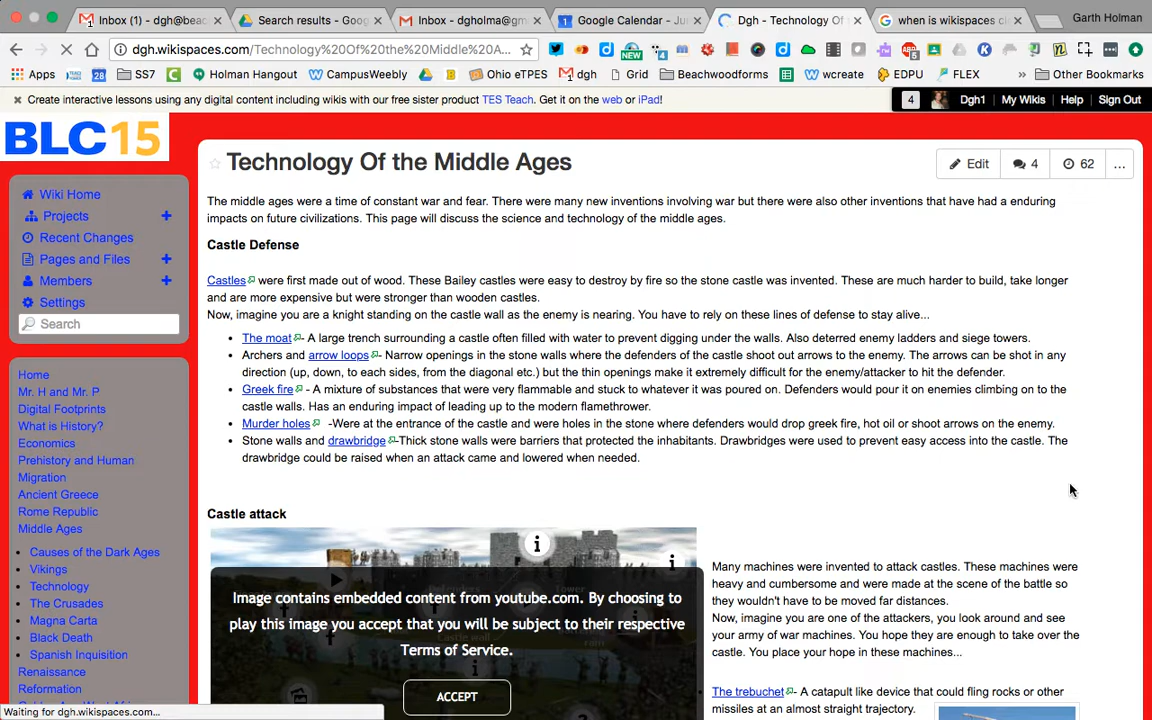 Inbox (1) - dgh@beac
Search results - Goog
Inbox - dgholma@gm
Google Calendar - Ju
Dgh - Technology Of
when is wikispaces cl
Garth Holman
dgh.wikispaces.com/Technology%20Of%20the%20Middle%20A...
Apps
28
SS7
Holman Hangout
CampusWeekly
Ohio eTPES
dgh
Grid
Beachwoodforms
wcreate
EDPU
FLEX
»
Other Bookmarks
Create interactive lessons using any digital content including wikis with our free sister product TES Teach. Get it on the web or iPad!
4
Dgh1
My Wikis
Help
Sign Out
BLC15
Wiki Home
Projects
Recent Changes
Pages and Files
Members
Settings
Search
Home
Mr. H and Mr. P
Digital Footprints
What is History?
Economics
Prehistory and Human
Migration
Ancient Greece
Rome Republic
Middle Ages
Causes of the Dark Ages
Vikings
Technology
The Crusades
Magna Carta
Black Death
Spanish Inquisition
Renaissance
Reformation
Waiting for dgh.wikispaces.com...
Technology Of the Middle Ages
Edit
4
62
...
The middle ages were a time of constant war and fear. There were many new inventions involving war but there were also other inventions that have had a enduring
impacts on future civilizations. This page will discuss the science and technology of the middle ages.
Castle Defense
Castles were first made out of wood. These Bailey castles were easy to destroy by fire so the stone castle was invented. These are much harder to build, take longer
and are more expensive but were stronger than wooden castles.
Now, imagine you are a knight standing on the castle wall as the enemy is nearing. You have to rely on these lines of defense to stay alive...
The moat - A large trench surrounding a castle often filled with water to prevent digging under the walls. Also deterred enemy ladders and siege towers.
Archers and arrow loops - Narrow openings in the stone walls where the defenders of the castle shoot out arrows to the enemy. The arrows can be shot in any
direction (up, down, to each sides, from the diagonal etc.) but the thin openings make it extremely difficult for the enemy/attacker to hit the defender.
Greek fire - A mixture of substances that were very flammable and stuck to whatever it was poured on. Defenders would pour it on enemies climbing on to the
castle walls. Has an enduring impact of leading up to the modern flamethrower.
Murder holes -Were at the entrance of the castle and were holes in the stone where defenders would drop greek fire, hot oil or shoot arrows on the enemy.
Stone walls and drawbridge-Thick stone walls were barriers that protected the inhabitants. Drawbridges were used to prevent easy access into the castle. The
drawbridge could be raised when an attack came and lowered when needed.
Castle attack
Image contains embedded content from youtube.com. By choosing to
play this image you accept that you will be subject to their respective
Terms of Service.
ACCEPT
Many machines were invented to attack castles. These machines were
heavy and cumbersome and were made at the scene of the battle so
they wouldn't have to be moved far distances.
Now, imagine you are one of the attackers, you look around and see
your army of war machines. You hope they are enough to take over the
castle. You place your hope in these machines...
The trebuchet- A catapult like device that could fling rocks or other
missiles at an almost straight trajectory.